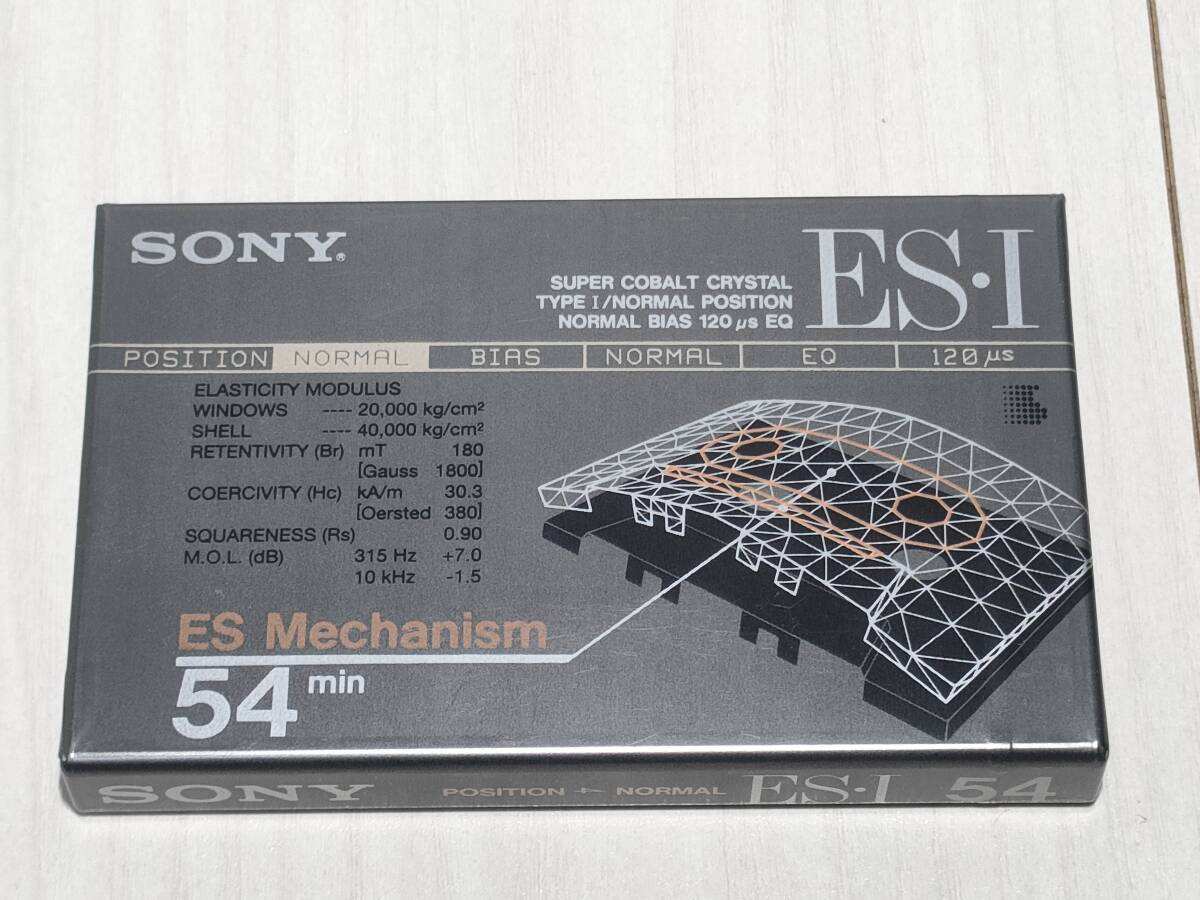 SONY®
SUPER COBALT CRYSTAL
TYPE I/NORMAL POSITION
NORMAL BIAS 120 μs EQ
ES·I
POSITION NORMAL BIAS NORMAL EQ 120 μs
ELASTICITY MODULUS
WINDOWS ---- 20,000 kg/cm²
SHELL ---- 40,000 kg/cm²
RETENTIVITY (Br) mT 180
[Gauss 1800]
COERCIVITY (Hc) kA/m 30.3
[Oersted 380]
SQUARENESS (Rs) 0.90
M.O.L. (dB) 315 Hz +7.0
10 kHz -1.5
ES Mechanism
54 min
SONY POSITION NORMAL ES·I 54